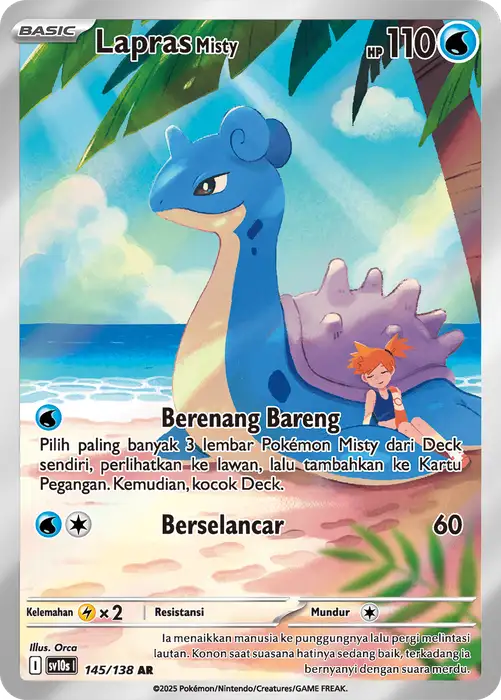 BASIC Lapras Misty HP 110
Berenang Bareng
Pilih paling banyak 3 lembar Pokémon Misty dari Deck
sendiri, perlihatkan ke lawan, lalu tambahkan ke Kartu
Pegangan. Kemudian, kocok Deck.
Berselancar 60
Kelemahan ×2 Resistansi Mundur
Illus. Orca
Ia menaikkan manusia ke punggungnya lalu pergi melintasi
lautan. Konon saat suasana hatinya sedang baik, terkadang ia
bernyanyi dengan suara merdu.
I sv10s I 145/138 AR
©2025 Pokémon/Nintendo/Creatures/GAME FREAK.